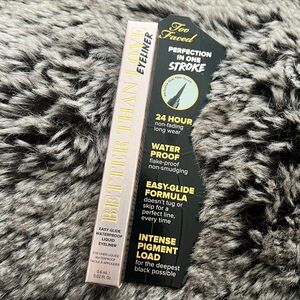 BETTER THAN LOVE
EYELINER
EASY GLIDE
WATERPROOF
LIQUID
EYELINER
Too
Faced
PERFECTION
IN ONE
STROKE
24 HOUR
non-fading
long wear
WATER
PROOF
flake-proof
non-smudging
EASY-GLIDE
FORMULA
doesn't tug or
skip for a
perfect line,
every time
INTENSE
PIGMENT
LOAD
for the deepest
black possible